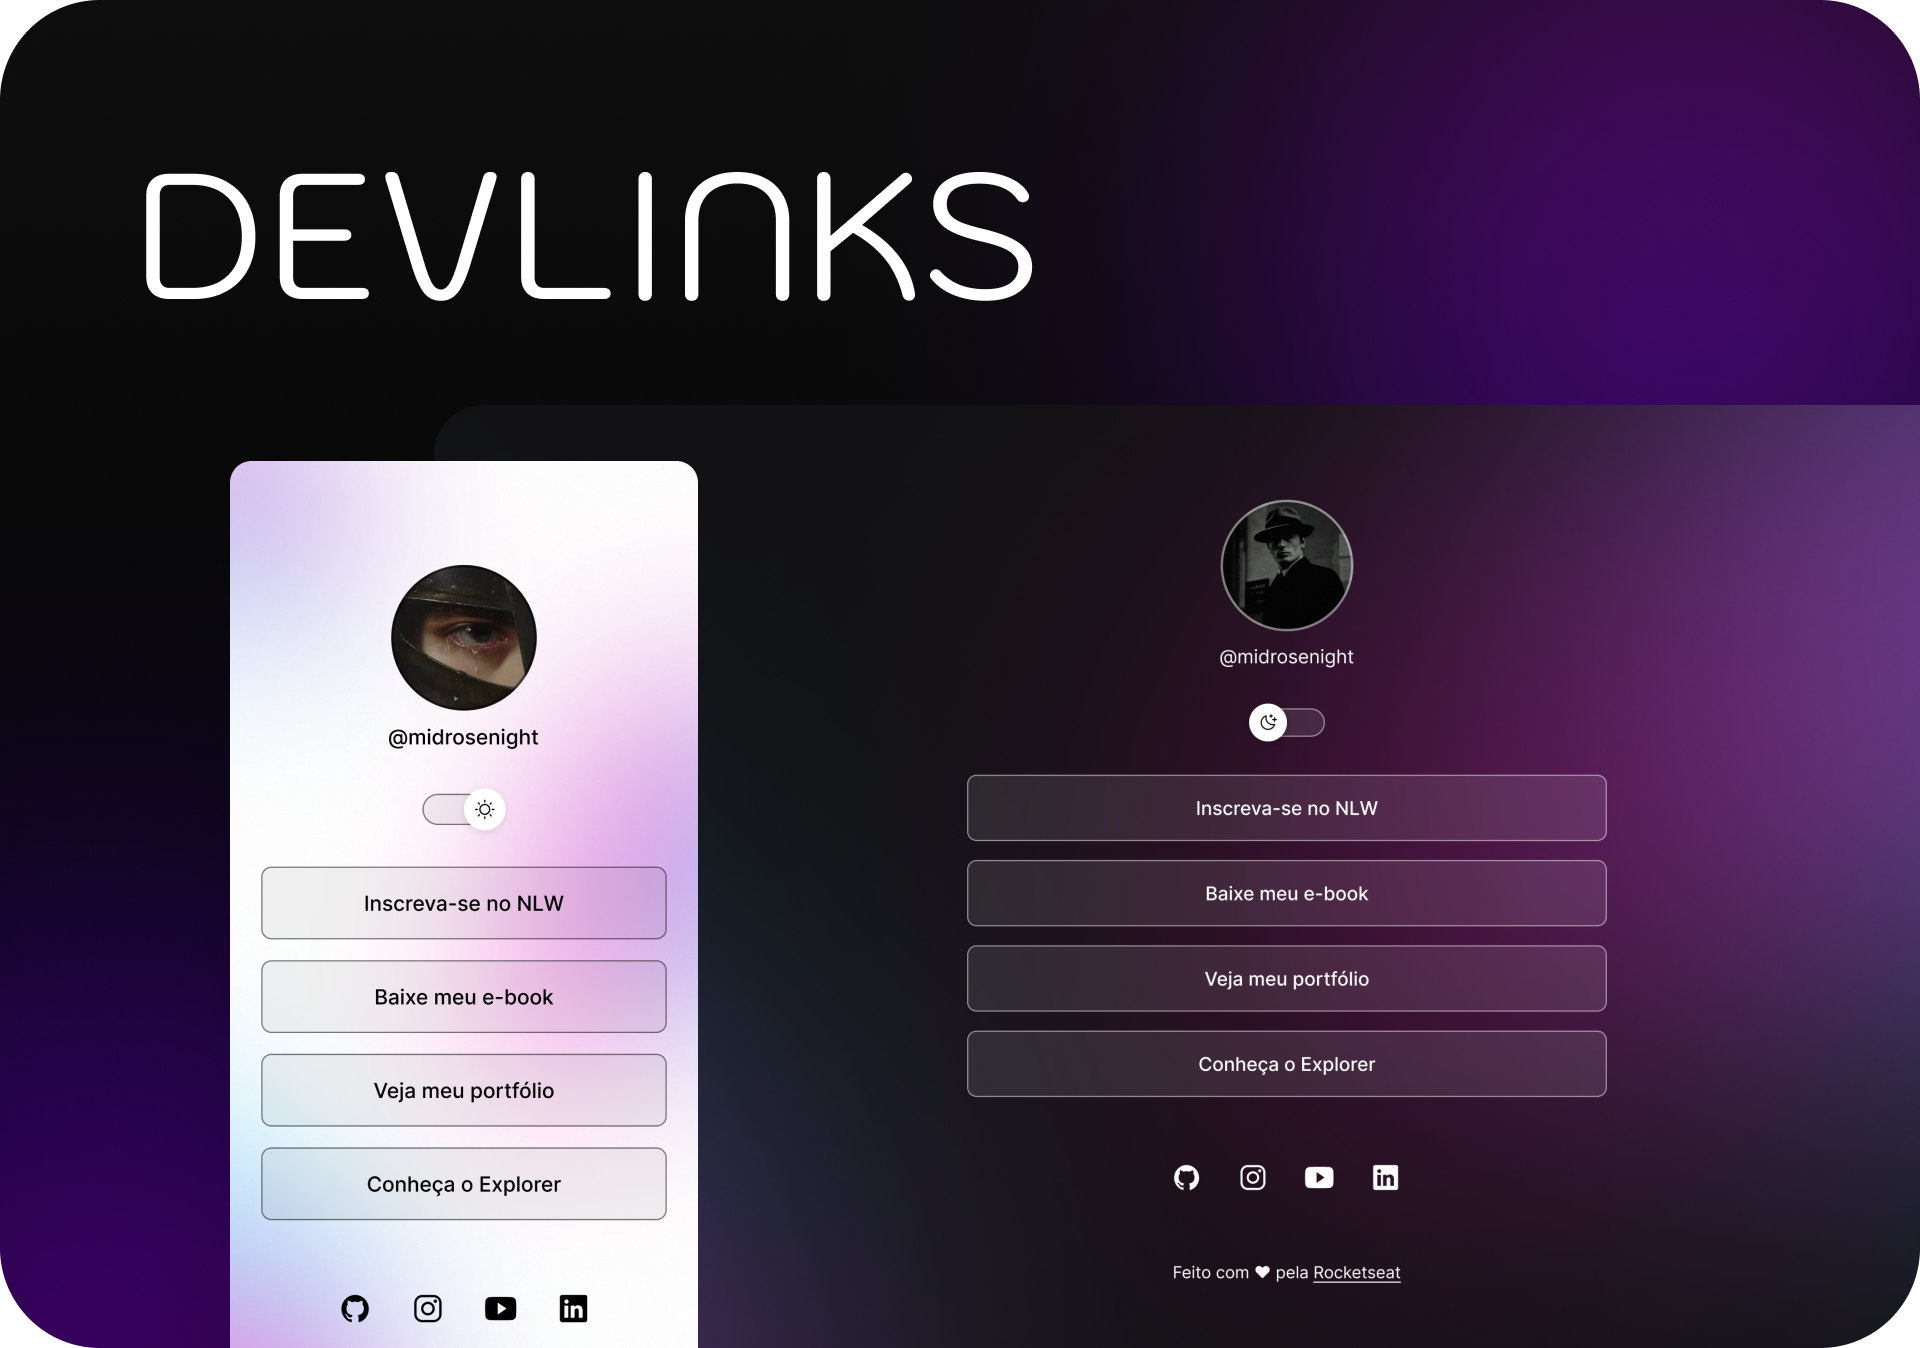 DEVLINKS
@midrosenight
Inscreva-se no NLW
Baixe meu e-book
Veja meu portfólio
Conheça o Explorer
@midrosenight
Inscreva-se no NLW
Baixe meu e-book
Veja meu portfólio
Conheça o Explorer
Feito com ♥ pela Rocketseat